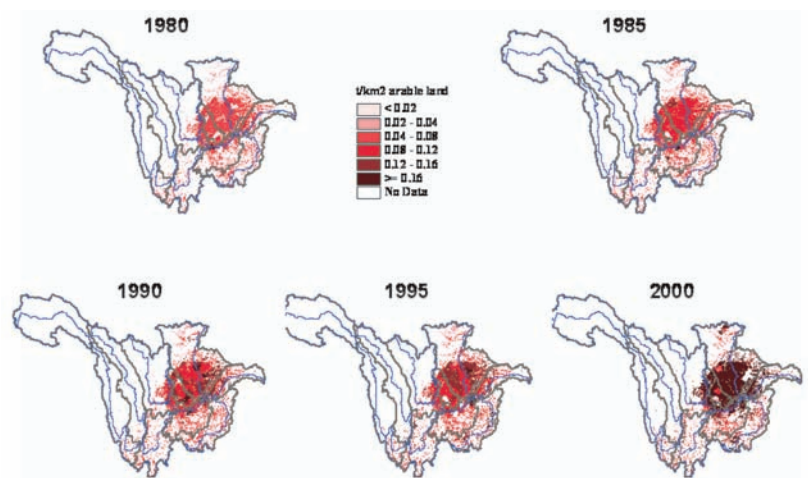 1980
1985
t/km2 arable land
< 0.02
0.02 - 0.04
0.04 - 0.08
0.08 - 0.12
0.12 - 0.16
>= 0.16
No Data
1990
1995
2000